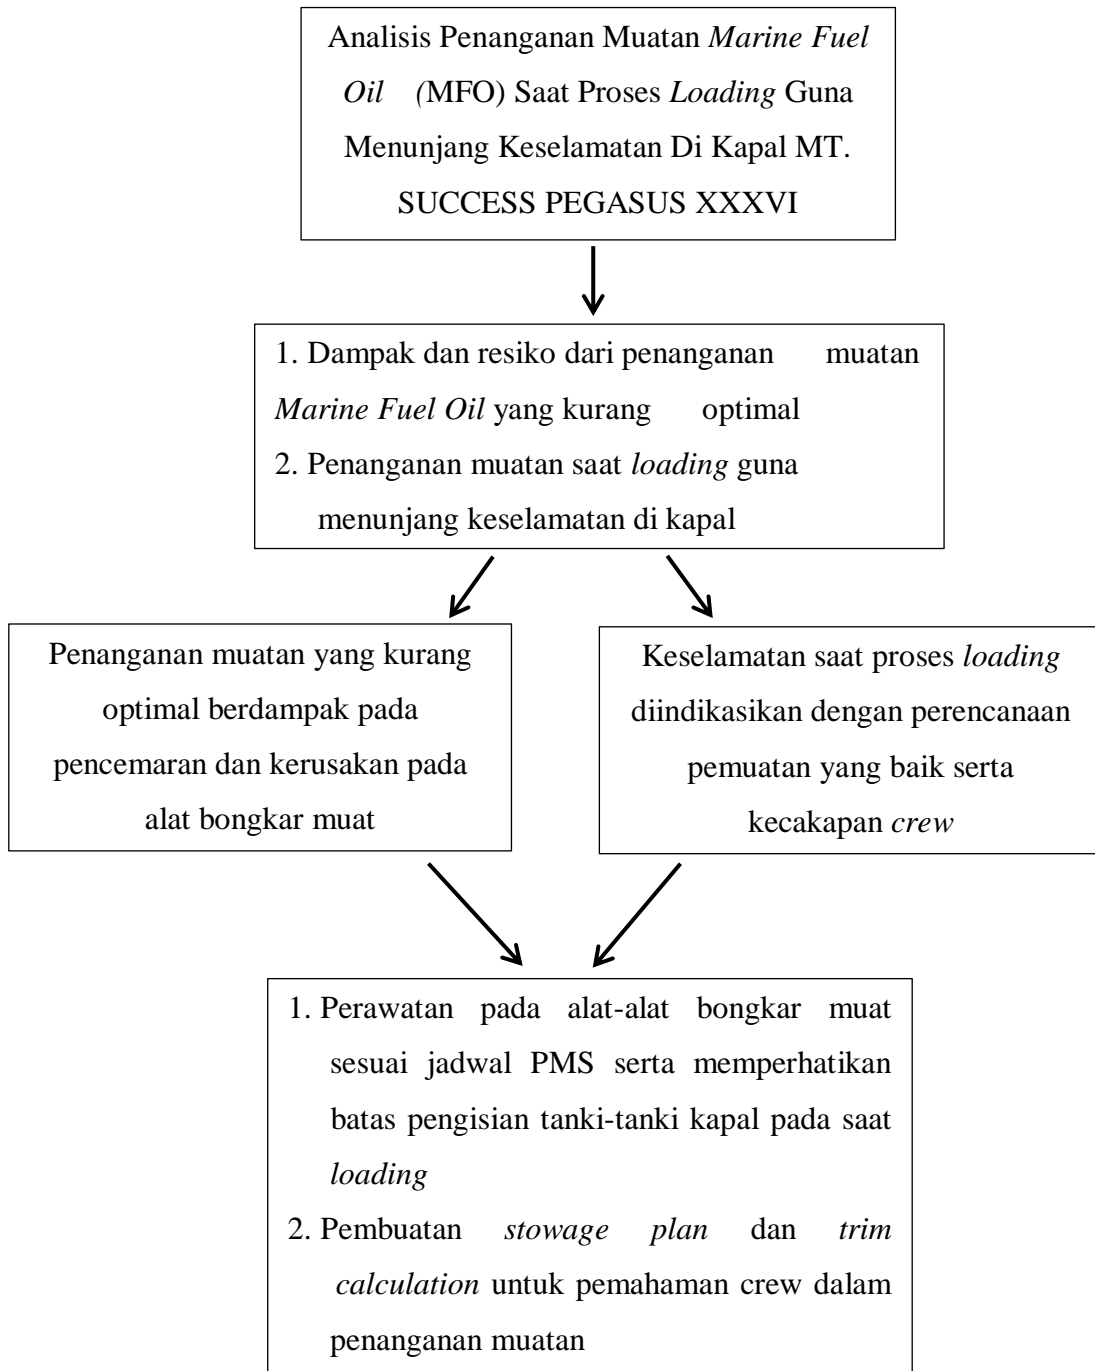 Analisis Penanganan Muatan Marine Fuel
Oil (MFO) Saat Proses Loading Guna
Menunjang Keselamatan Di Kapal MT.
SUCCESS PEGASUS XXXVI
1. Dampak dan resiko dari penanganan muatan
Marine Fuel Oil yang kurang optimal
2. Penanganan muatan saat loading guna
menunjang keselamatan di kapal
Penanganan muatan yang kurang
optimal berdampak pada
pencemaran dan kerusakan pada
alat bongkar muat
Keselamatan saat proses loading
diindikasikan dengan perencanaan
pemuatan yang baik serta
kecakapan crew
1. Perawatan pada alat-alat bongkar muat
sesuai jadwal PMS serta memperhatikan
batas pengisian tanki-tanki kapal pada saat
loading
2. Pembuatan stowage plan dan trim
calculation untuk pemahaman crew dalam
penanganan muatan